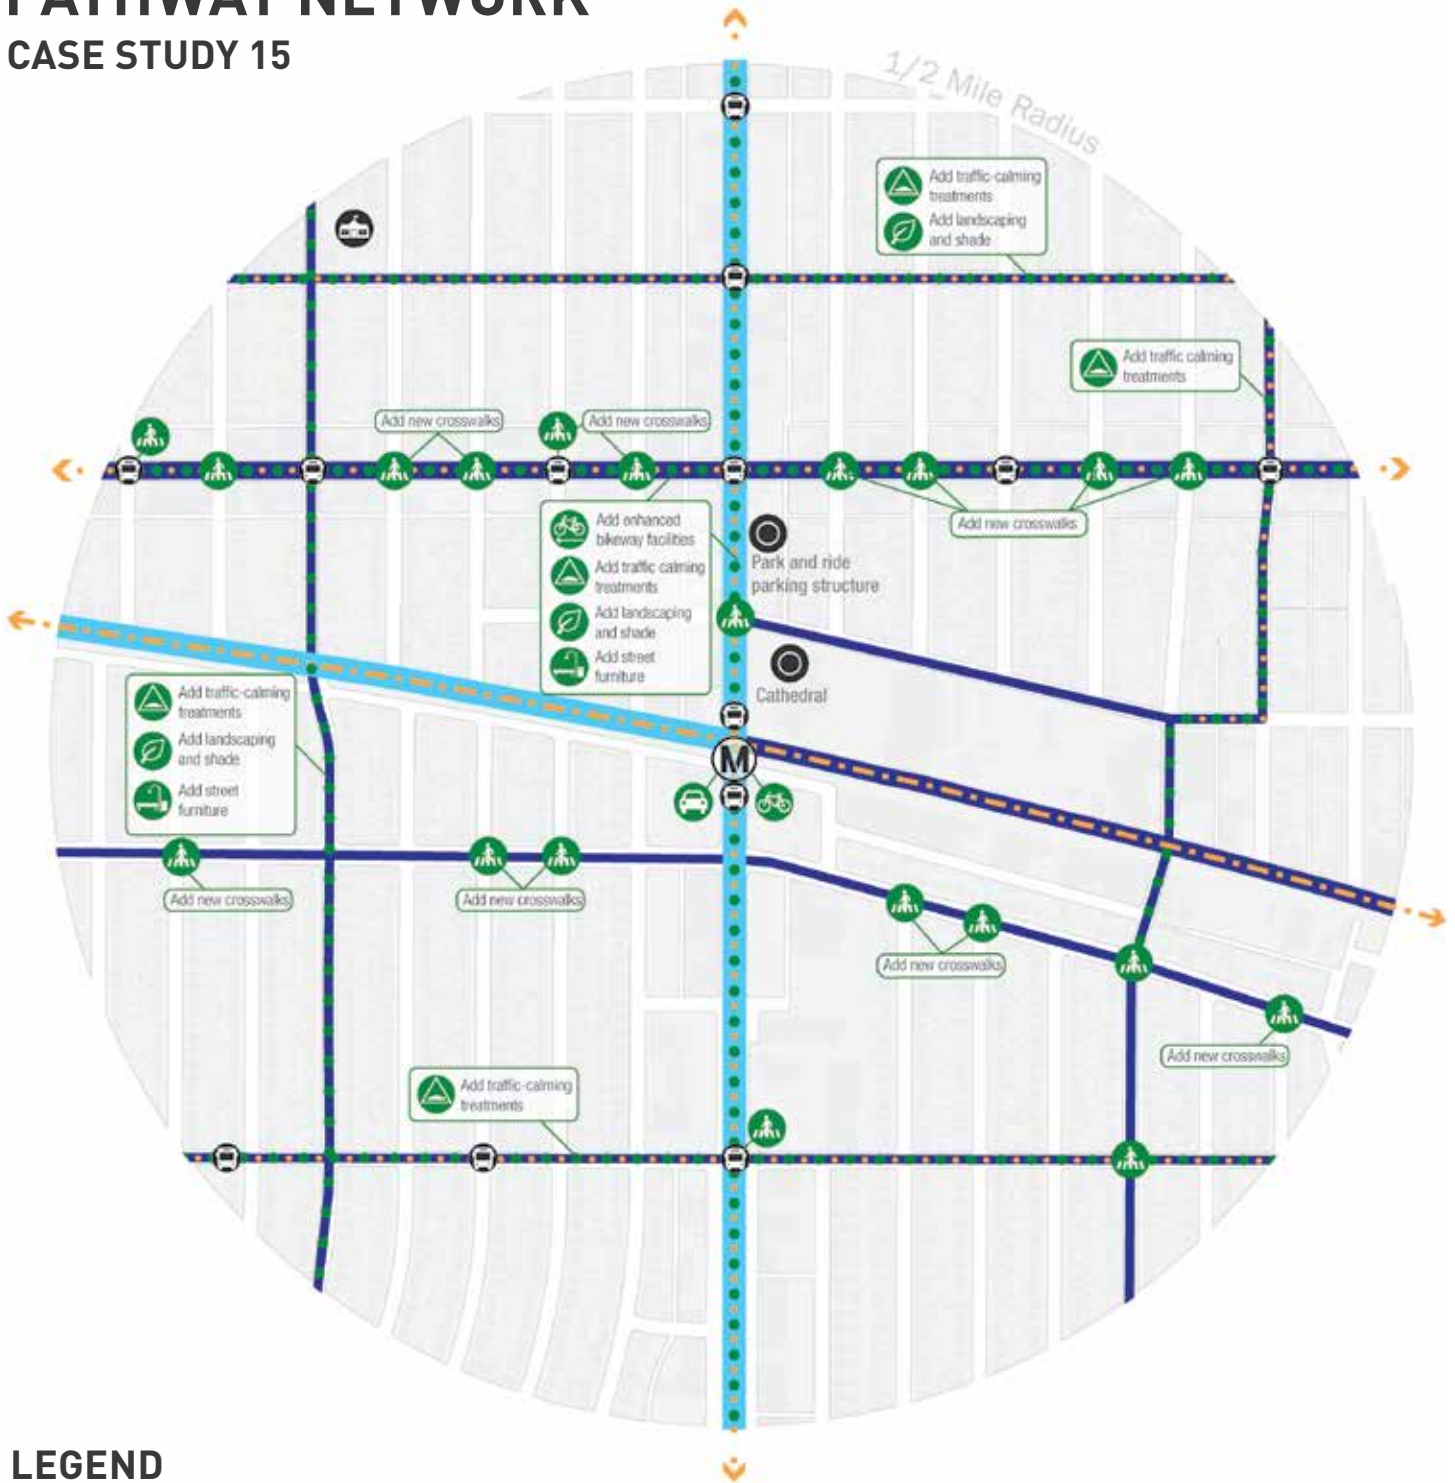 PATHWAY NETWORK
CASE STUDY 15
1/2 Mile Radius
Add traffic-calming
treatments
Add landscaping
and shade
Add traffic calming
treatments
Add new crosswalks
Add new crosswalks
Add new crosswalks
Add enhanced
bikeway facilities
Add traffic calming
treatments
Add landscaping
and shade
Add street
furniture
Park and ride
parking structure
Cathedral
Add traffic-calming
treatments
Add landscaping
and shade
Add street
furniture
M
Add new crosswalks
Add new crosswalks
Add new crosswalks
Add new crosswalks
Add traffic-calming
treatments
LEGEND